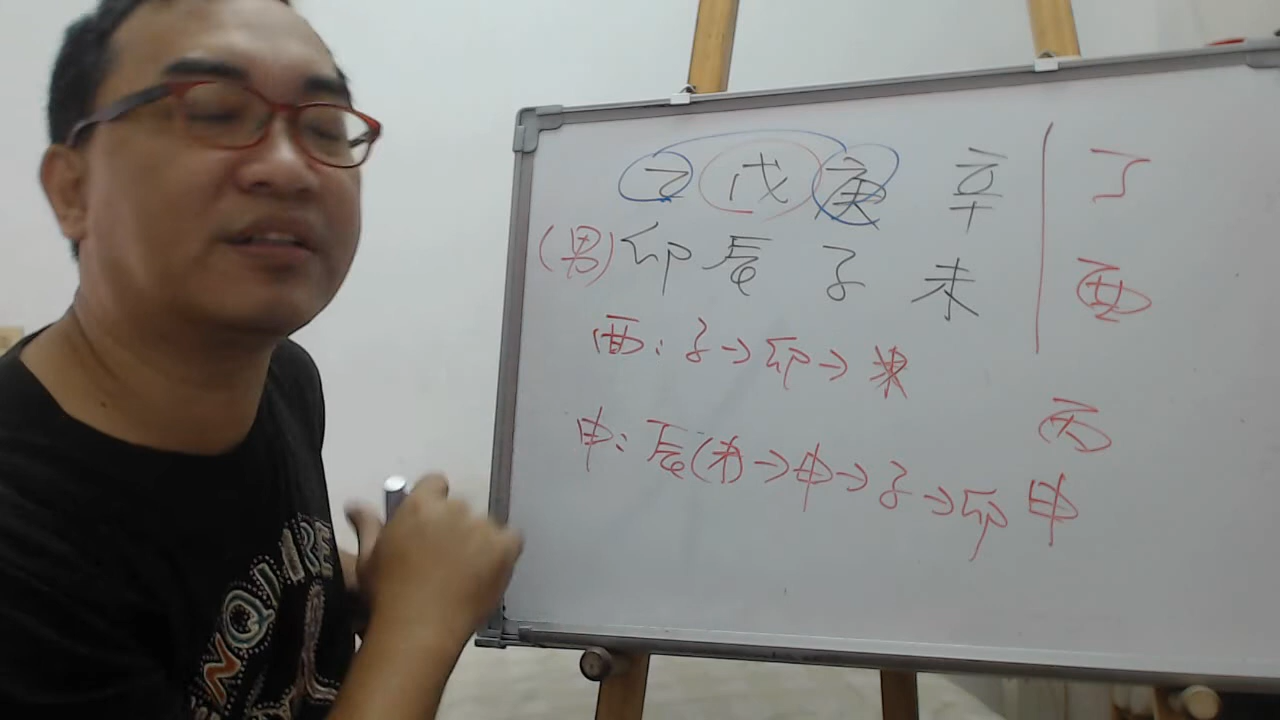 乙 戊 庚 辛 丁
(男) 卯 辰 子 未 酉
酉: 子→卯→未
丙
申: 辰(未)→申→子→卯 申
NQUIRE